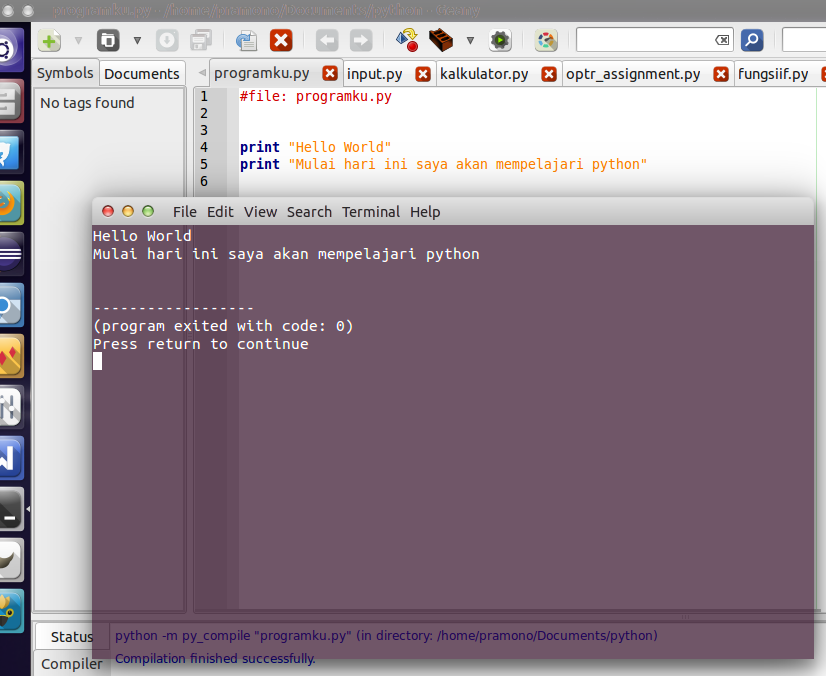 programku.py - /home/pramono/Documents/python - Geany
Symbols Documents
programku.py input.py kalkulator.py optr_assignment.py fungsiif.py
No tags found
1 #file: programku.py
2
3
4 print "Hello World"
5 print "Mulai hari ini saya akan mempelajari python"
6
File Edit View Search Terminal Help
Hello World
Mulai hari ini saya akan mempelajari python
------------------
(program exited with code: 0)
Press return to continue
Status python -m py_compile "programku.py" (in directory: /home/pramono/Documents/python)
Compiler Compilation finished successfully.